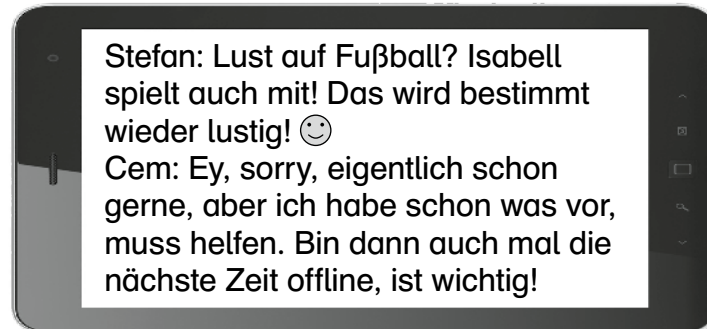 Stefan: Lust auf Fußball? Isabell
spielt auch mit! Das wird bestimmt
wieder lustig! ☺
Cem: Ey, sorry, eigentlich schon
gerne, aber ich habe schon was vor,
muss helfen. Bin dann auch mal die
nächste Zeit offline, ist wichtig!